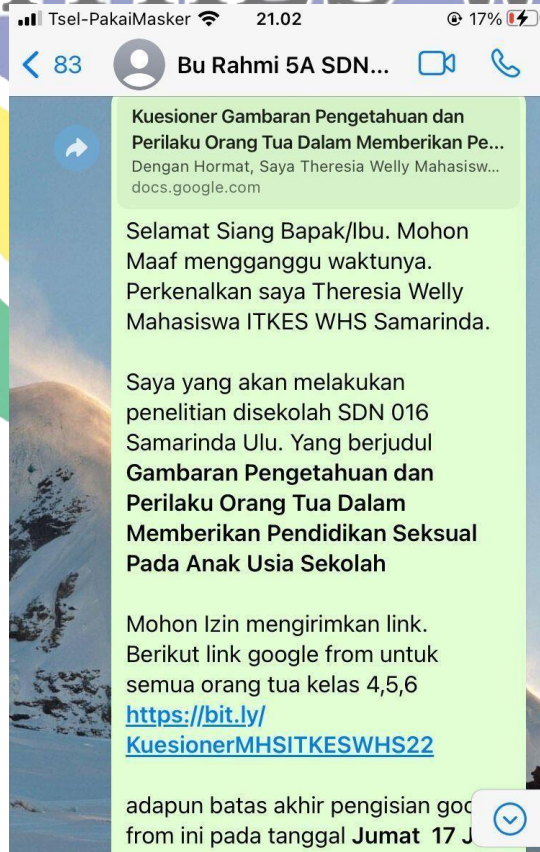 Tsel-PakaiMasker 21.02 17%
83 Bu Rahmi 5A SDN...
Kuesioner Gambaran Pengetahuan dan
Perilaku Orang Tua Dalam Memberikan Pe...
Dengan Hormat, Saya Theresia Welly Mahasisw...
docs.google.com
Selamat Siang Bapak/Ibu. Mohon
Maaf mengganggu waktunya.
Perkenalkan saya Theresia Welly
Mahasiswa ITKES WHS Samarinda.
Saya yang akan melakukan
penelitian disekolah SDN 016
Samarinda Ulu. Yang berjudul
Gambaran Pengetahuan dan
Perilaku Orang Tua Dalam
Memberikan Pendidikan Seksual
Pada Anak Usia Sekolah
Mohon Izin mengirimkan link.
Berikut link google from untuk
semua orang tua kelas 4,5,6
https://bit.ly/
KuesionerMHSITKESWHS22
adapun batas akhir pengisian
from ini pada tanggal Jumat 17